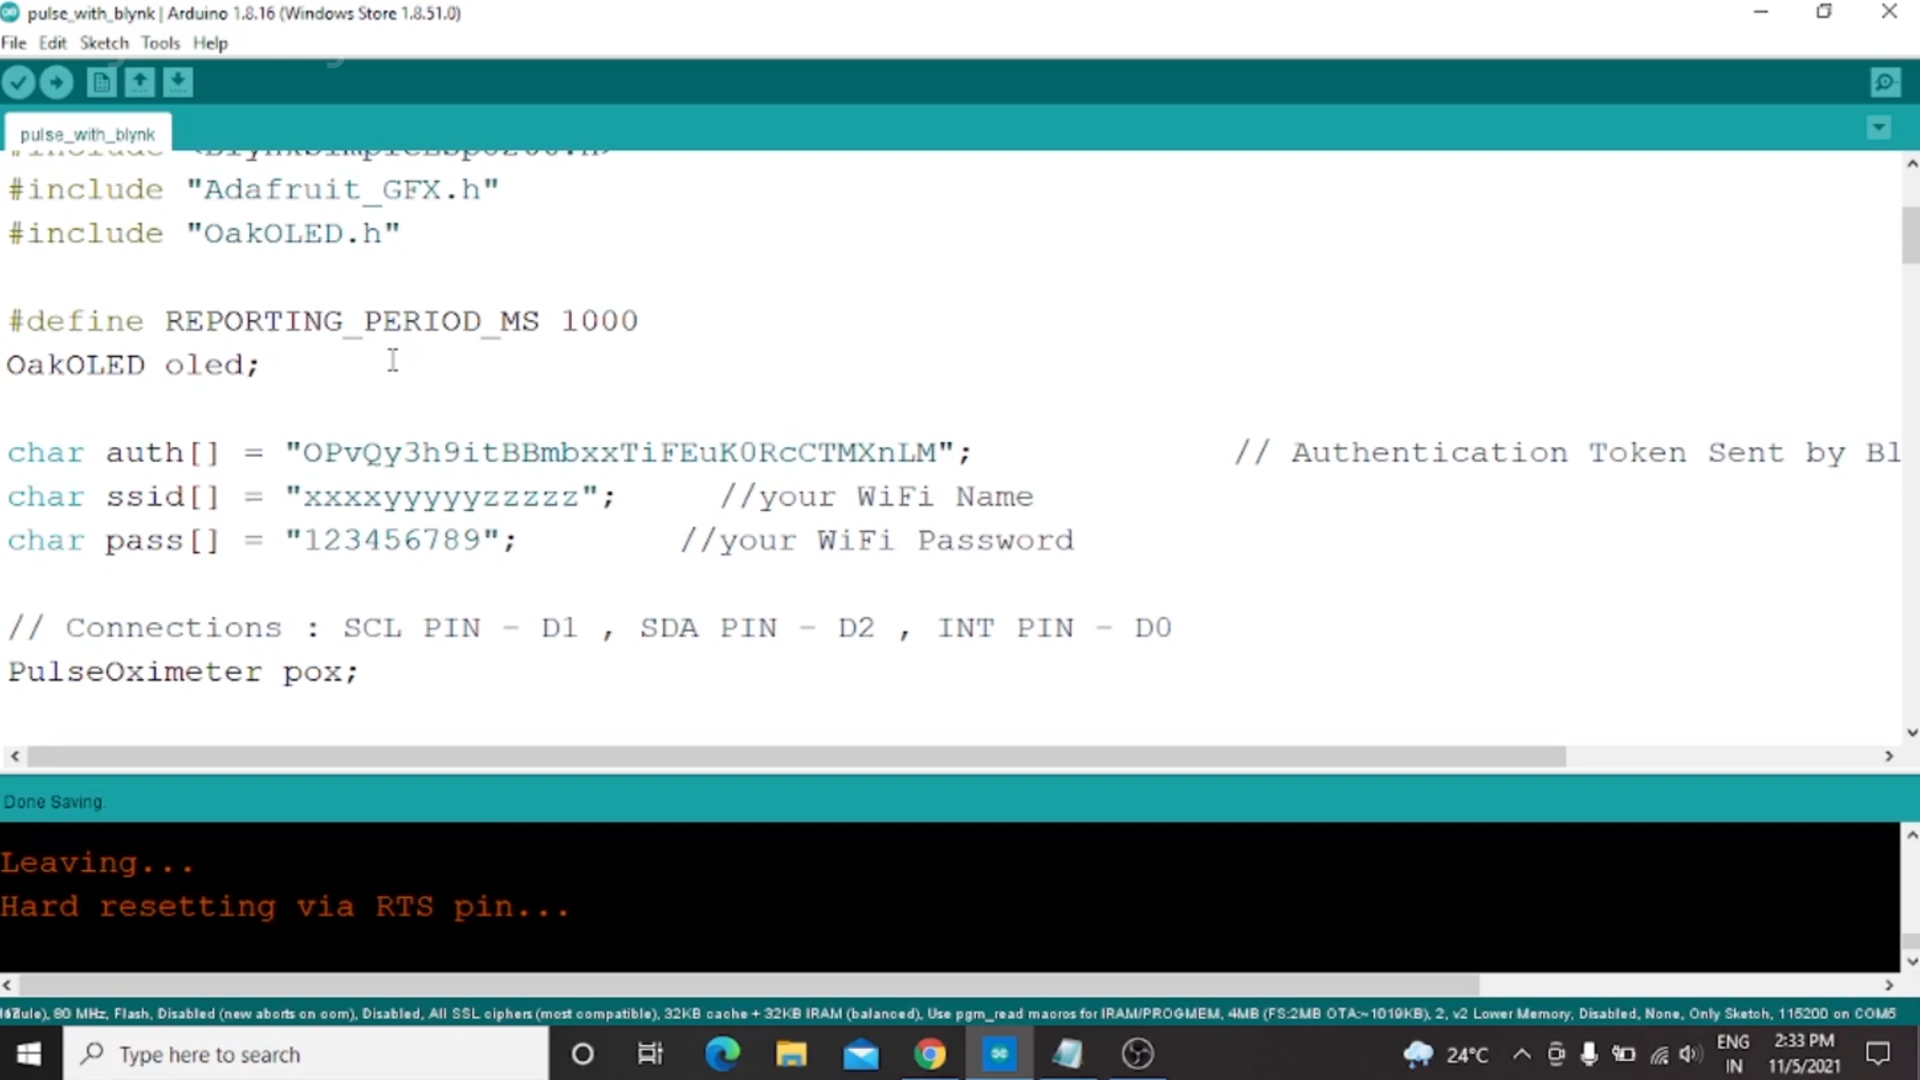 pulse_with_blynk | Arduino 1.8.16 (Windows Store 1.8.51.0)
File Edit Sketch Tools Help
pulse_with_blynk
#include <BlynkSimpleEsp8266.h>
#include "Adafruit_GFX.h"
#include "OakOLED.h"
#define REPORTING_PERIOD_MS 1000
OakOLED oled;
char auth[] = "OPvQy3h9itBBmbxxTiFEuK0RcCTMXnLM"; // Authentication Token Sent by Bl
char ssid[] = "xxxxyyyyyzzzzz"; //your WiFi Name
char pass[] = "123456789"; //your WiFi Password
// Connections : SCL PIN - D1 , SDA PIN - D2 , INT PIN - D0
PulseOximeter pox;
Done Saving.
Leaving...
Hard resetting via RTS pin...
80 MHz, Flash, Disabled (new aborts on oom), Disabled, All SSL ciphers (most compatible), 32KB cache + 32KB IRAM (balanced), Use pgm_read macros for IRAM/PROGMEM, 4MB (FS:2MB OTA:~1019KB), 2, v2 Lower Memory, Disabled, None, Only Sketch, 115200 on COM6
Type here to search
24°C
ENG
IN
2:33 PM
11/5/2021